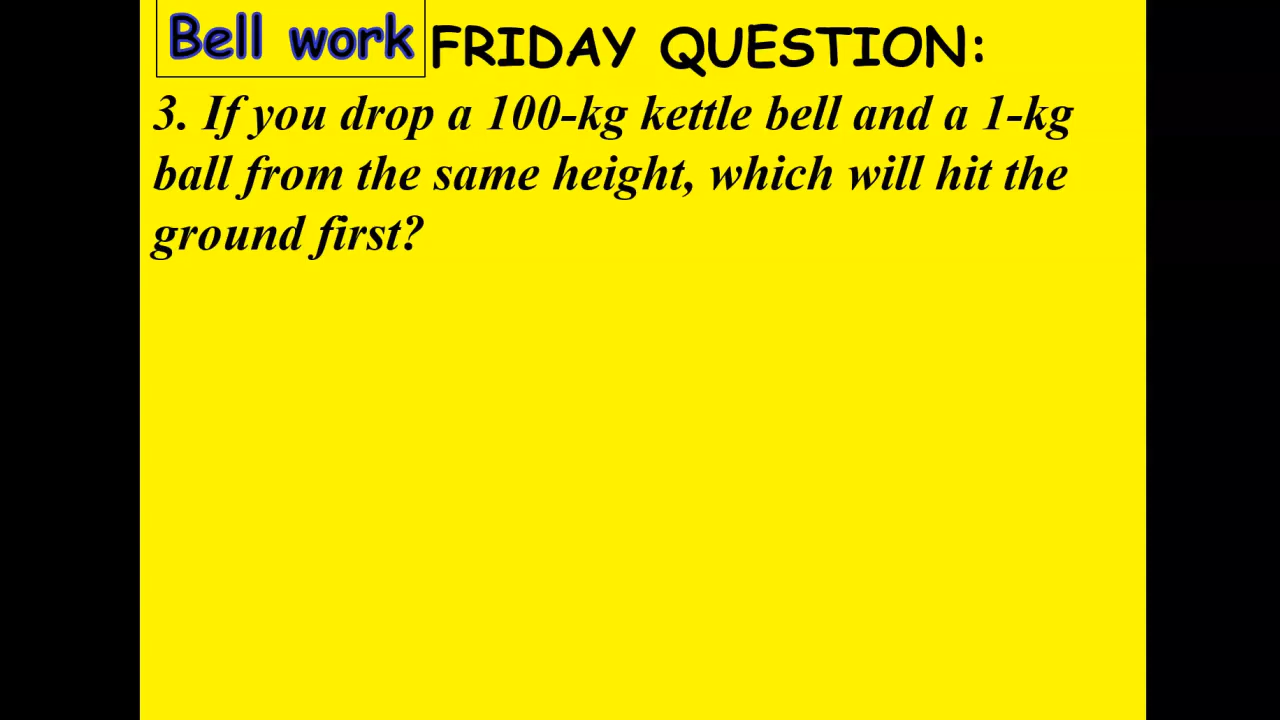 Bell work FRIDAY QUESTION:
3. If you drop a 100-kg kettle bell and a 1-kg
ball from the same height, which will hit the
ground first?